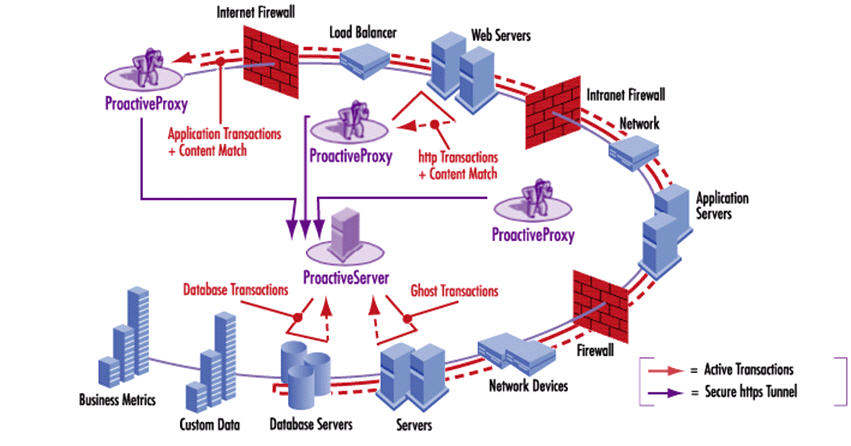 Internet Firewall
Load Balancer
Web Servers
ProactiveProxy
Application Transactions
+ Content Match
ProactiveProxy
http Transactions
+ Content Match
Intranet Firewall
Network
Application
Servers
ProactiveProxy
ProactiveServer
Database Transactions
Ghost Transactions
Firewall
Business Metrics
Custom Data
Database Servers
Servers
Network Devices
= Active Transactions
= Secure https Tunnel